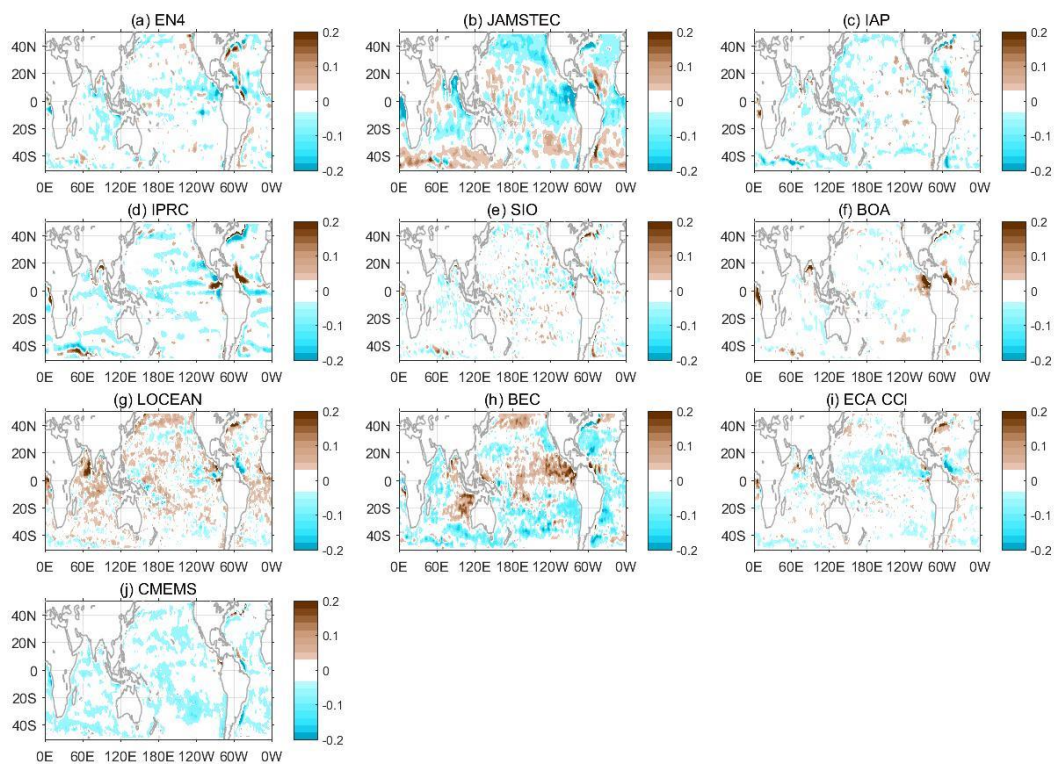 (a) EN4 (b) JAMSTEC (c) IAP
40N 0.2 40N 0.2 40N 0.2
20N 0.1 20N 0.1 20N 0.1
0 0 0 0 0 0
20S -0.1 20S -0.1 20S -0.1
40S -0.2 40S -0.2 40S -0.2
0E 60E 120E 180E 120W 60W 0W 0E 60E 120E 180E 120W 60W 0W 0E 60E 120E 180E 120W 60W 0W
(d) IPRC (e) SIO (f) BOA
40N 0.2 40N 0.2 40N 0.2
20N 0.1 20N 0.1 20N 0.1
0 0 0 0 0 0
20S -0.1 20S -0.1 20S -0.1
40S -0.2 40S -0.2 40S -0.2
0E 60E 120E 180E 120W 60W 0W 0E 60E 120E 180E 120W 60W 0W 0E 60E 120E 180E 120W 60W 0W
(g) LOCEAN (h) BEC (i) ECA CCI
40N 0.2 40N 0.2 40N 0.2
20N 0.1 20N 0.1 20N 0.1
0 0 0 0 0 0
20S -0.1 20S -0.1 20S -0.1
40S -0.2 40S -0.2 40S -0.2
0E 60E 120E 180E 120W 60W 0W 0E 60E 120E 180E 120W 60W 0W 0E 60E 120E 180E 120W 60W 0W
(j) CMEMS
40N 0.2
20N 0.1
0 0
20S -0.1
40S -0.2
0E 60E 120E 180E 120W 60W 0W